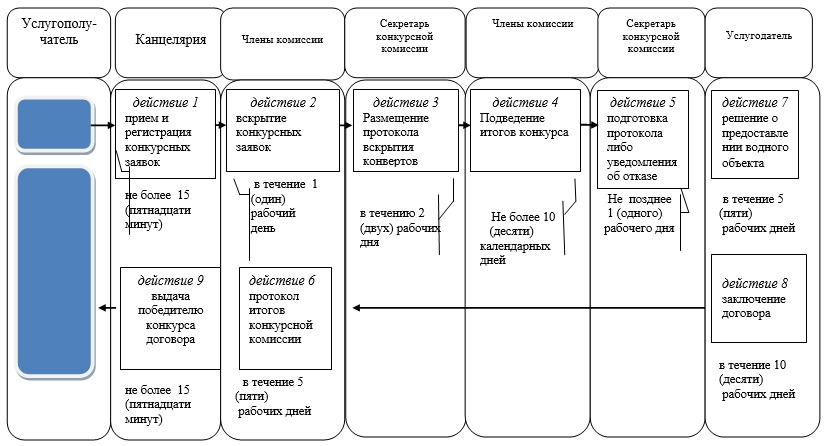 Услугополу-
чатель
Канцелярия
Члены комиссии
Секретарь
конкурсной
комиссии
Члены комиссии
Секретарь
конкурсной
комиссии
Услугодатель
действие 1
прием и
регистрация
конкурсных
заявок
не более 15
(пятнадцати
минут)
действие 2
вскрытие
конкурсных
заявок
в течение 1
(один)
рабочий
день
действие 3
Размещение
протокола
вскрытия
конвертов
в течению 2
(двух) рабочих
дня
действие 4
Подведение
итогов конкурса
Не более 10
(десяти)
календарных
дней
действие 5
подготовка
протокола
либо
уведомления
об отказе
Не позднее
1 (одного)
рабочего дня
действие 7
решение о
предоставле
нии водного
объекта
в течение 5
(пяти)
рабочих дней
действие 9
выдача
победителю
конкурса
договора
не более 15
(пятнадцати
минут)
действие 6
протокол
итогов
конкурсной
комиссии
в течение 5
(пяти)
рабочих дней
действие 8
заключение
договора
в течение 10
(десяти)
рабочих дней